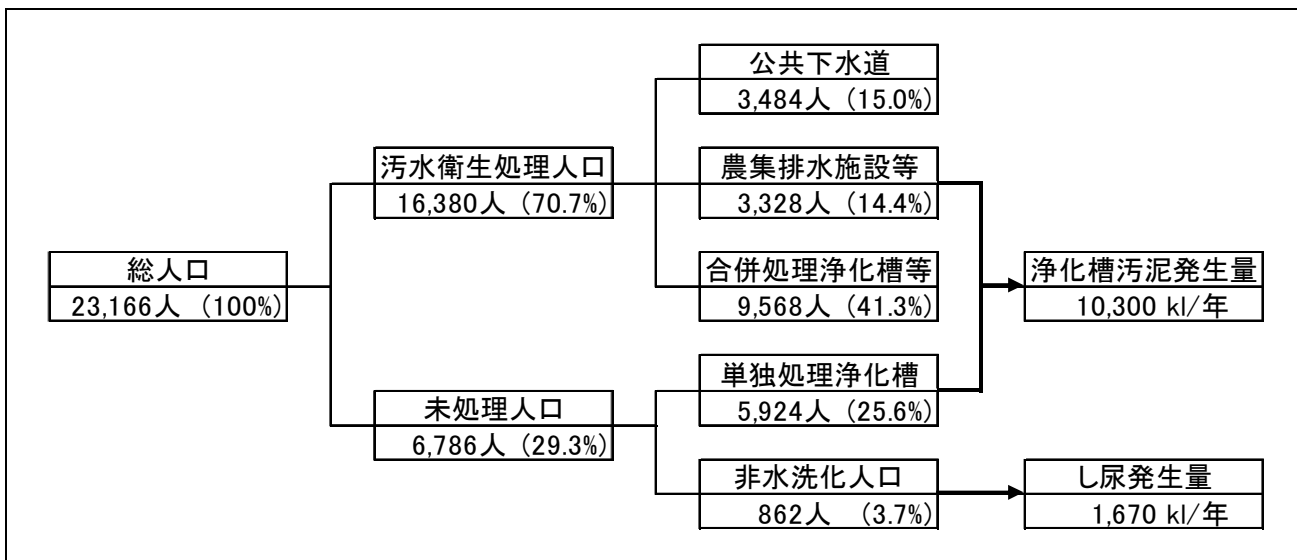 総人口
23,166人 (100%)
汚水衛生処理人口
16,380人 (70.7%)
未処理人口
6,786人 (29.3%)
公共下水道
3,484人 (15.0%)
農集排水施設等
3,328人 (14.4%)
合併処理浄化槽等
9,568人 (41.3%)
単独処理浄化槽
5,924人 (25.6%)
非水洗化人口
862人 (3.7%)
浄化槽汚泥発生量
10,300 kl/年
し尿発生量
1,670 kl/年